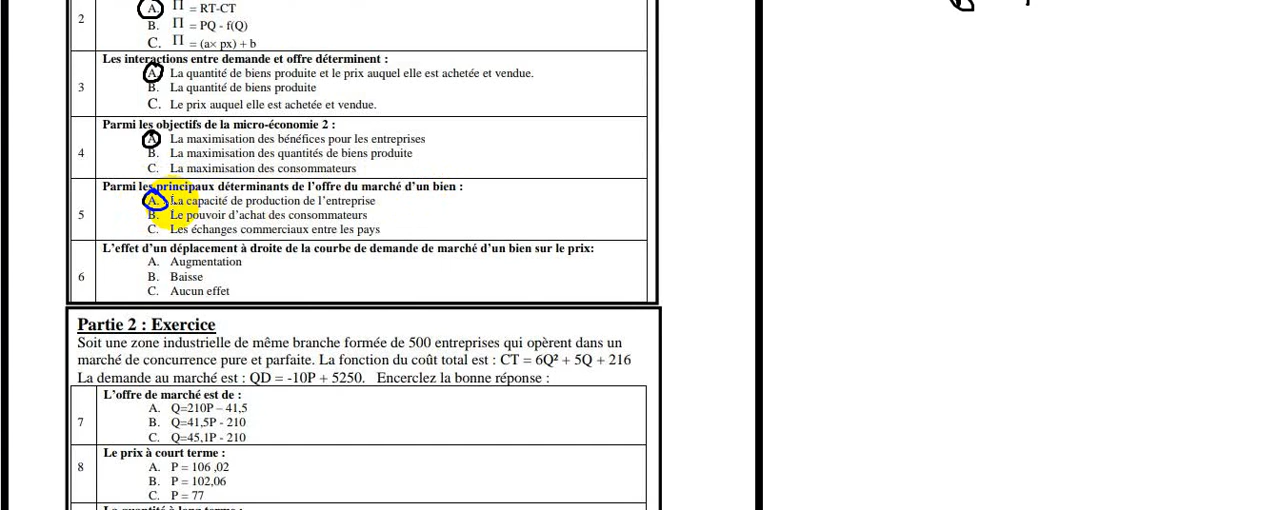 A. Π = RT-CT
2
B. Π = PQ - f(Q)
C. Π = (a× px) + b
Les interactions entre demande et offre déterminent :
A. La quantité de biens produite et le prix auquel elle est achetée et vendue.
3
B. La quantité de biens produite
C. Le prix auquel elle est achetée et vendue.
Parmi les objectifs de la micro-économie 2 :
A. La maximisation des bénéfices pour les entreprises
4
B. La maximisation des quantités de biens produite
C. La maximisation des consommateurs
Parmi les principaux déterminants de l'offre du marché d'un bien :
A. La capacité de production de l'entreprise
5
B. Le pouvoir d'achat des consommateurs
C. Les échanges commerciaux entre les pays
L'effet d'un déplacement à droite de la courbe de demande de marché d'un bien sur le prix:
A. Augmentation
6
B. Baisse
C. Aucun effet
Partie 2 : Exercice
Soit une zone industrielle de même branche formée de 500 entreprises qui opèrent dans un
marché de concurrence pure et parfaite. La fonction du coût total est : CT = 6Q² + 5Q + 216
La demande au marché est : QD = -10P + 5250. Encerclez la bonne réponse :
L'offre de marché est de :
A. Q=210P – 41,5
7
B. Q=41,5P - 210
C. Q=45,1P - 210
Le prix à court terme :
8
A. P = 106 ,02
B. P = 102,06
C. P = 77
La quantité à long terme :